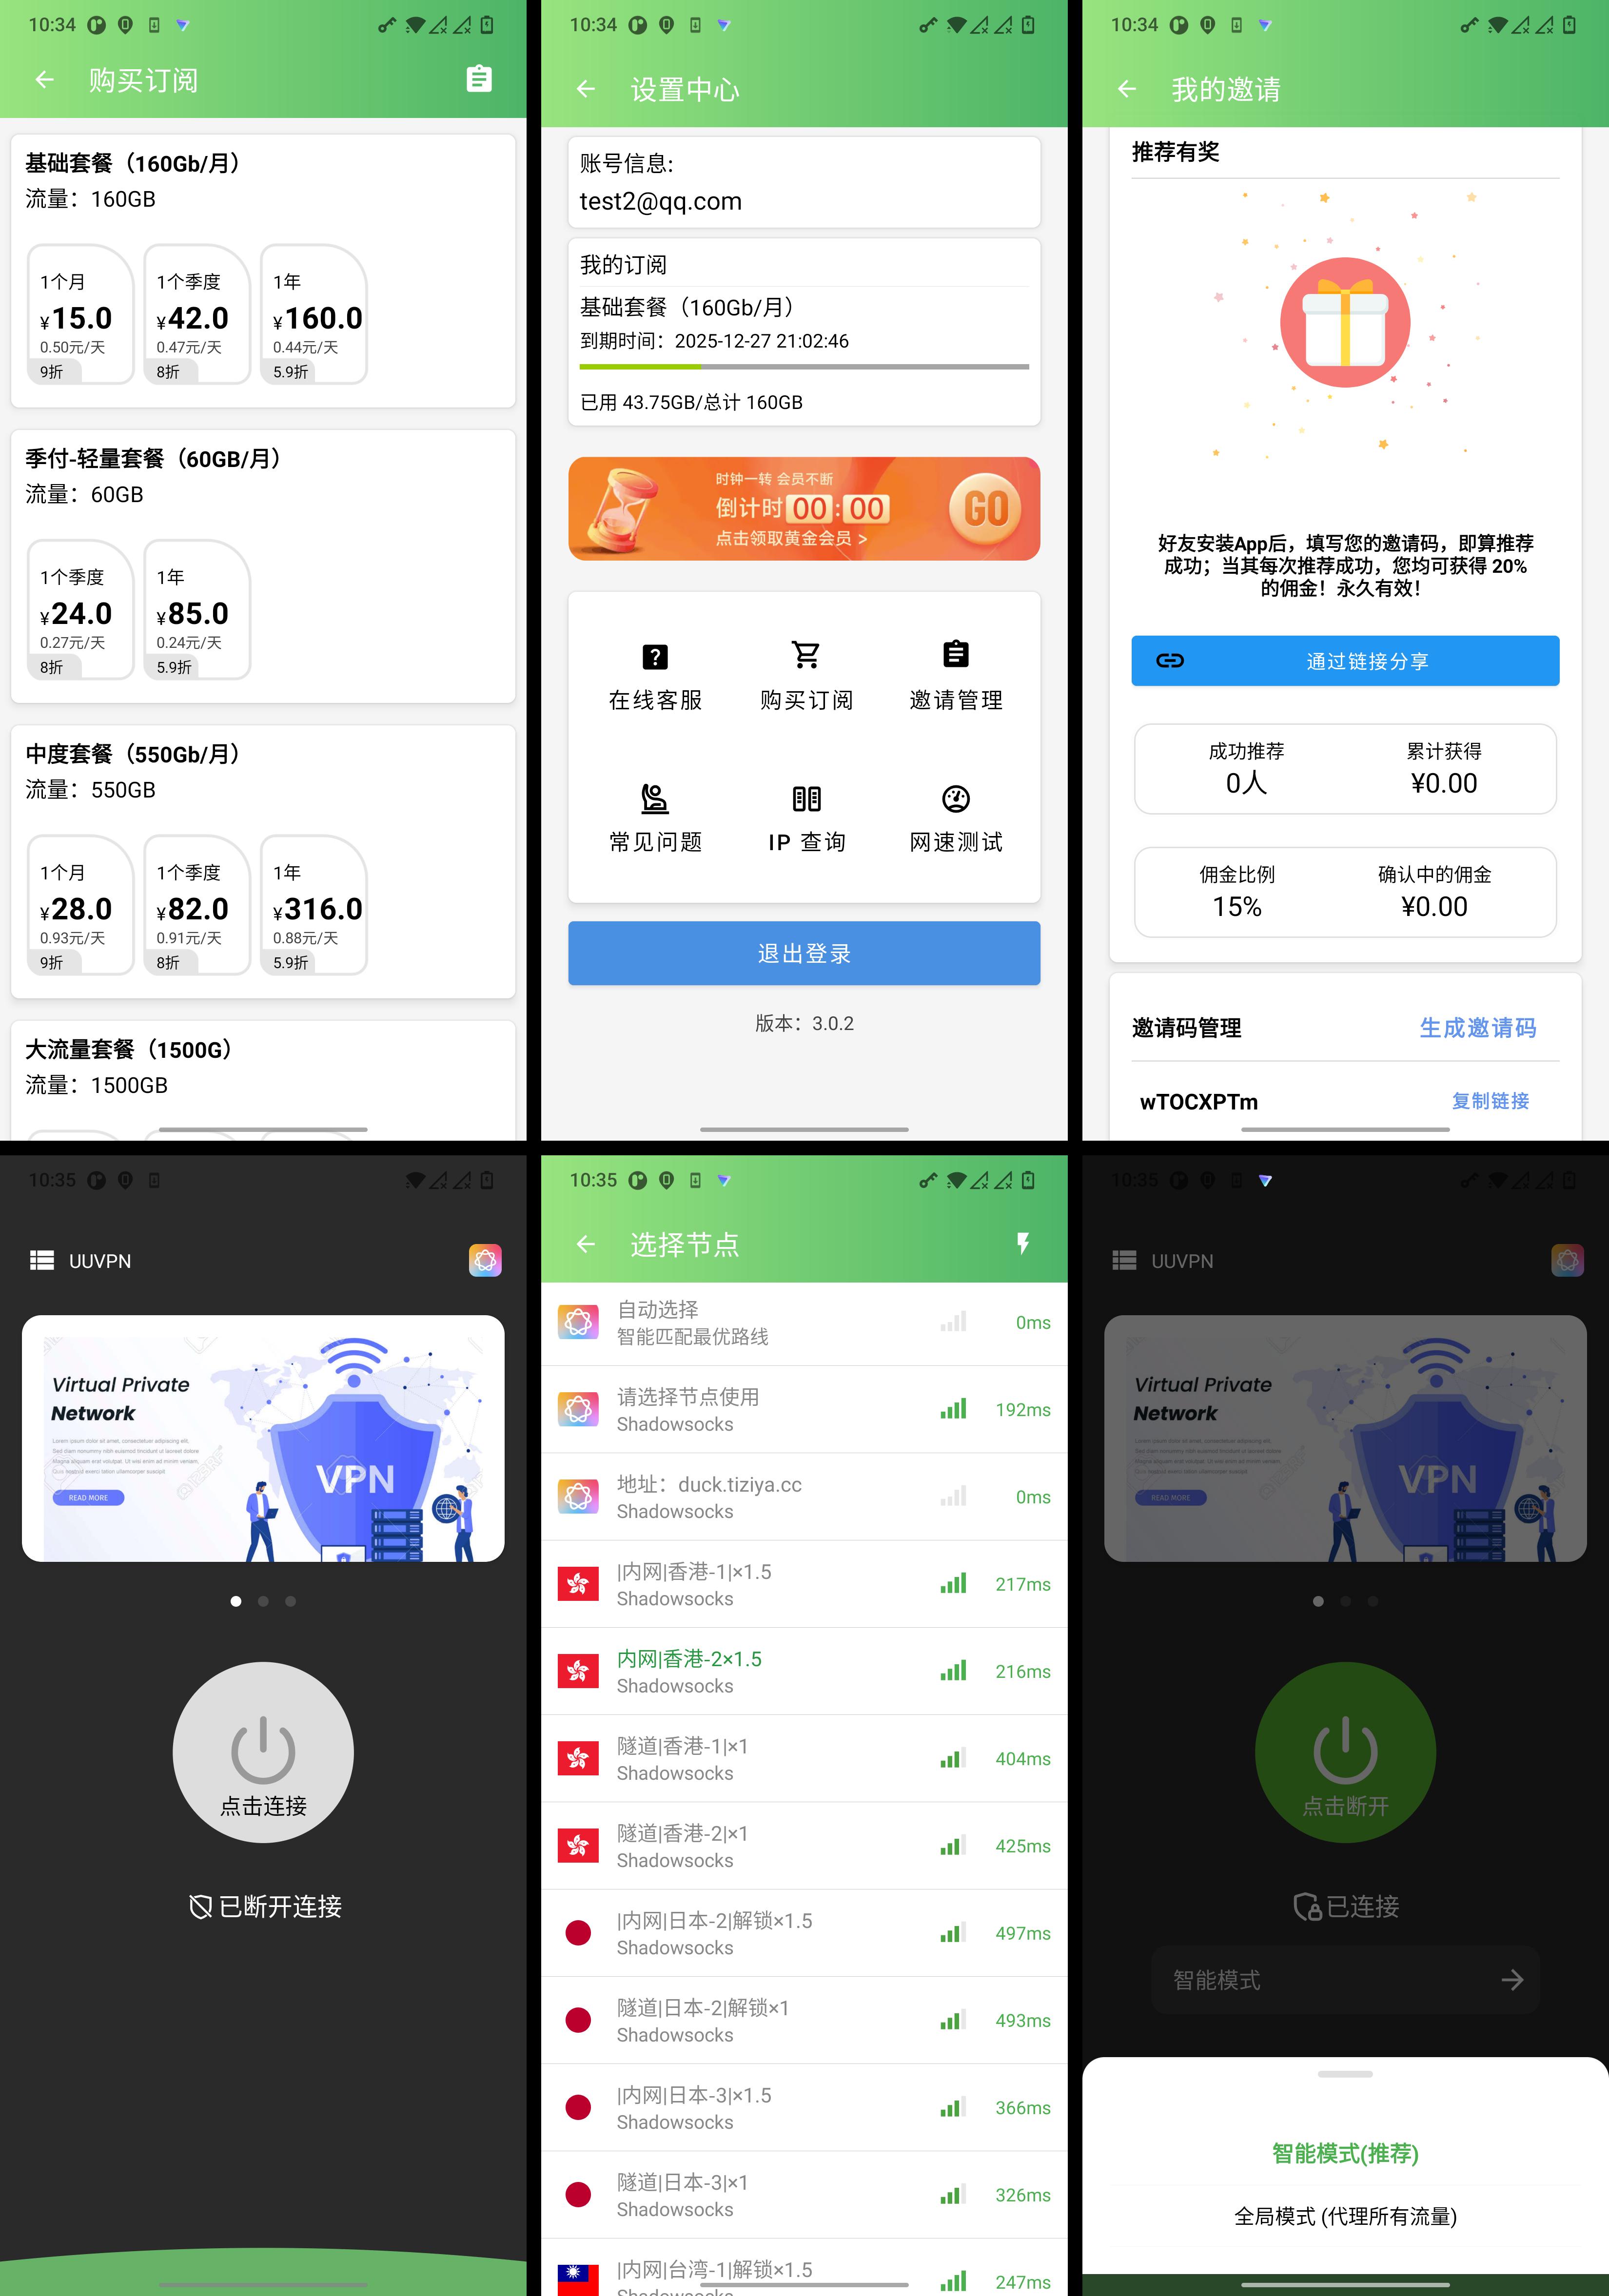 10:34
购买订阅
基础套餐（160Gb/月）
流量：160GB
1个月
¥15.0
0.50元/天
9折
1个季度
¥42.0
0.47元/天
8折
1年
¥160.0
0.44元/天
5.9折
季付-轻量套餐（60GB/月）
流量：60GB
1个季度
¥24.0
0.27元/天
8折
1年
¥85.0
0.24元/天
5.9折
中度套餐（550Gb/月）
流量：550GB
1个月
¥28.0
0.93元/天
9折
1个季度
¥82.0
0.91元/天
8折
1年
¥316.0
0.88元/天
5.9折
大流量套餐（1500G）
流量：1500GB
10:34
设置中心
账号信息:
test2@qq.com
我的订阅
基础套餐（160Gb/月）
到期时间：2025-12-27 21:02:46
已用 43.75GB/总计 160GB
时钟一转 会员不断
倒计时 00:00
点击领取黄金会员 >
GO
在线客服
购买订阅
邀请管理
常见问题
IP 查询
网速测试
退出登录
版本：3.0.2
10:34
我的邀请
推荐有奖
好友安装App后，填写您的邀请码，即算推荐
成功；当其每次推荐成功，您均可获得 20%
的佣金！永久有效！
通过链接分享
成功推荐
0人
累计获得
¥0.00
佣金比例
15%
确认中的佣金
¥0.00
邀请码管理
生成邀请码
wTOCXPTm
复制链接
10:35
UUVPN
Virtual Private
Network
READ MORE
VPN
点击连接
已断开连接
10:35
选择节点
自动选择
智能匹配最优路线
0ms
请选择节点使用
Shadowsocks
192ms
地址：duck.tiziya.cc
Shadowsocks
0ms
|内网|香港-1|×1.5
Shadowsocks
217ms
内网|香港-2×1.5
Shadowsocks
216ms
隧道|香港-1|×1
Shadowsocks
404ms
隧道|香港-2|×1
Shadowsocks
425ms
|内网|日本-2|解锁×1.5
Shadowsocks
497ms
隧道|日本-2|解锁×1
Shadowsocks
493ms
|内网|日本-3|×1.5
Shadowsocks
366ms
隧道|日本-3|×1
Shadowsocks
326ms
|内网|台湾-1|解锁×1.5
Shadowsocks
247ms
10:35
UUVPN
Virtual Private
Network
READ MORE
VPN
点击断开
已连接
智能模式
智能模式(推荐)
全局模式 (代理所有流量)